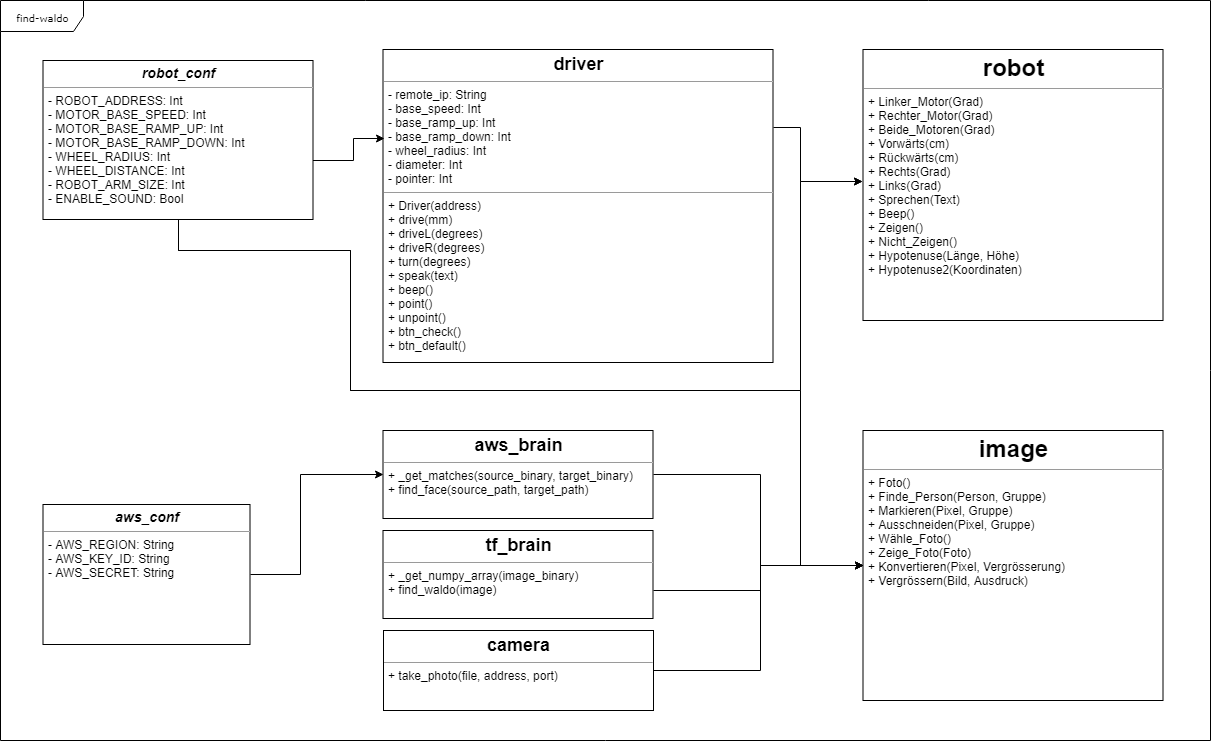 find-waldo
robot_conf
- ROBOT_ADDRESS: Int
- MOTOR_BASE_SPEED: Int
- MOTOR_BASE_RAMP_UP: Int
- MOTOR_BASE_RAMP_DOWN: Int
- WHEEL_RADIUS: Int
- WHEEL_DISTANCE: Int
- ROBOT_ARM_SIZE: Int
- ENABLE_SOUND: Bool
driver
- remote_ip: String
- base_speed: Int
- base_ramp_up: Int
- base_ramp_down: Int
- wheel_radius: Int
- diameter: Int
- pointer: Int
+ Driver(address)
+ drive(mm)
+ driveL(degrees)
+ driveR(degrees)
+ turn(degrees)
+ speak(text)
+ beep()
+ point()
+ unpoint()
+ btn_check()
+ btn_default()
robot
+ Linker_Motor(Grad)
+ Rechter_Motor(Grad)
+ Beide_Motoren(Grad)
+ Vorwärts(cm)
+ Rückwärts(cm)
+ Rechts(Grad)
+ Links(Grad)
+ Sprechen(Text)
+ Beep()
+ Zeigen()
+ Nicht_Zeigen()
+ Hypotenuse(Länge, Höhe)
+ Hypotenuse2(Koordinaten)
aws_conf
- AWS_REGION: String
- AWS_KEY_ID: String
- AWS_SECRET: String
aws_brain
+ _get_matches(source_binary, target_binary)
+ find_face(source_path, target_path)
tf_brain
+ _get_numpy_array(image_binary)
+ find_waldo(image)
camera
+ take_photo(file, address, port)
image
+ Foto()
+ Finde_Person(Person, Gruppe)
+ Markieren(Pixel, Gruppe)
+ Ausschneiden(Pixel, Gruppe)
+ Wähle_Foto()
+ Zeige_Foto(Foto)
+ Konvertieren(Pixel, Vergrösserung)
+ Vergrössern(Bild, Ausdruck)